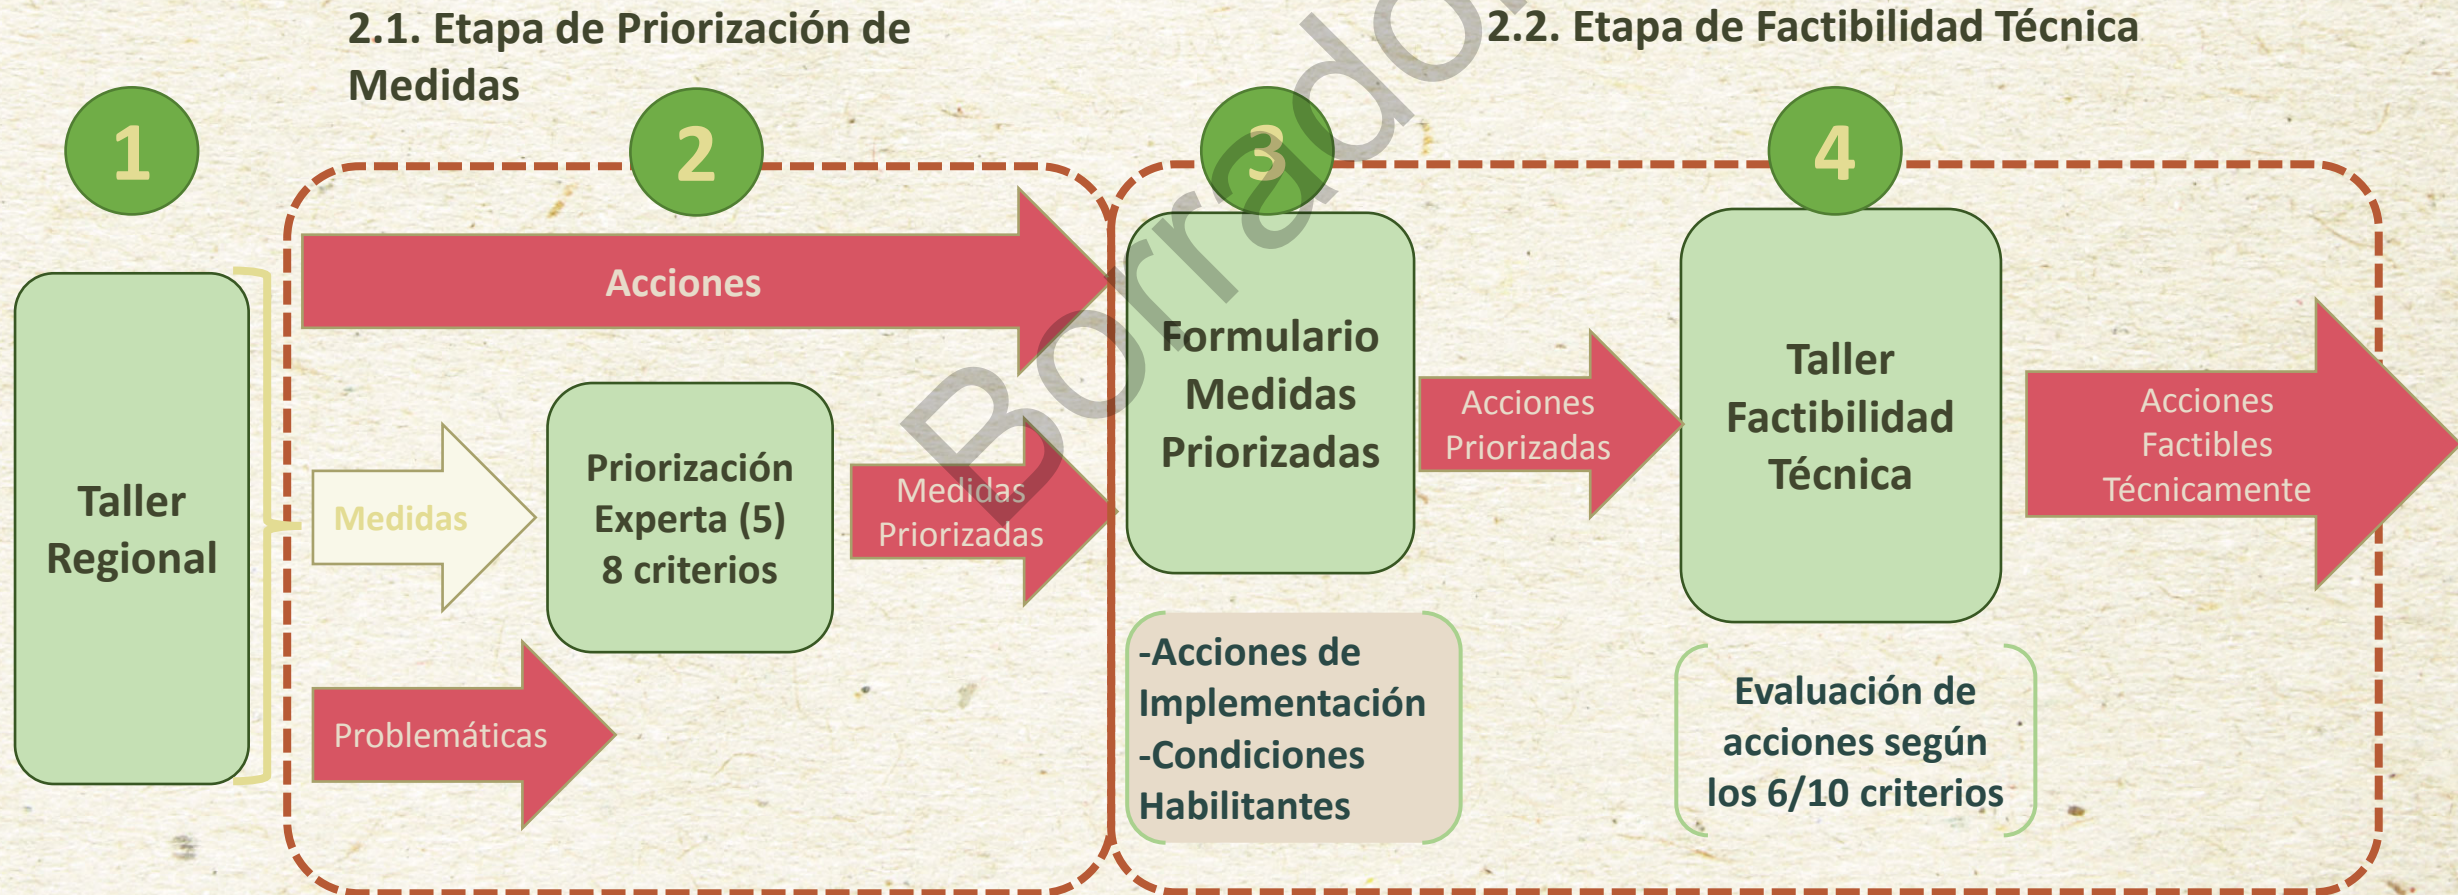 2.1. Etapa de Priorización de
Medidas
2.2. Etapa de Factibilidad Técnica
1
2
3
4
Taller
Regional
Acciones
Medidas
Problemáticas
Priorización
Experta (5)
8 criterios
Medidas
Priorizadas
Formulario
Medidas
Priorizadas
-Acciones de
Implementación
-Condiciones
Habilitantes
Acciones
Priorizadas
Taller
Factibilidad
Técnica
Evaluación de
acciones según
los 6/10 criterios
Acciones
Factibles
Técnicamente
Borrador